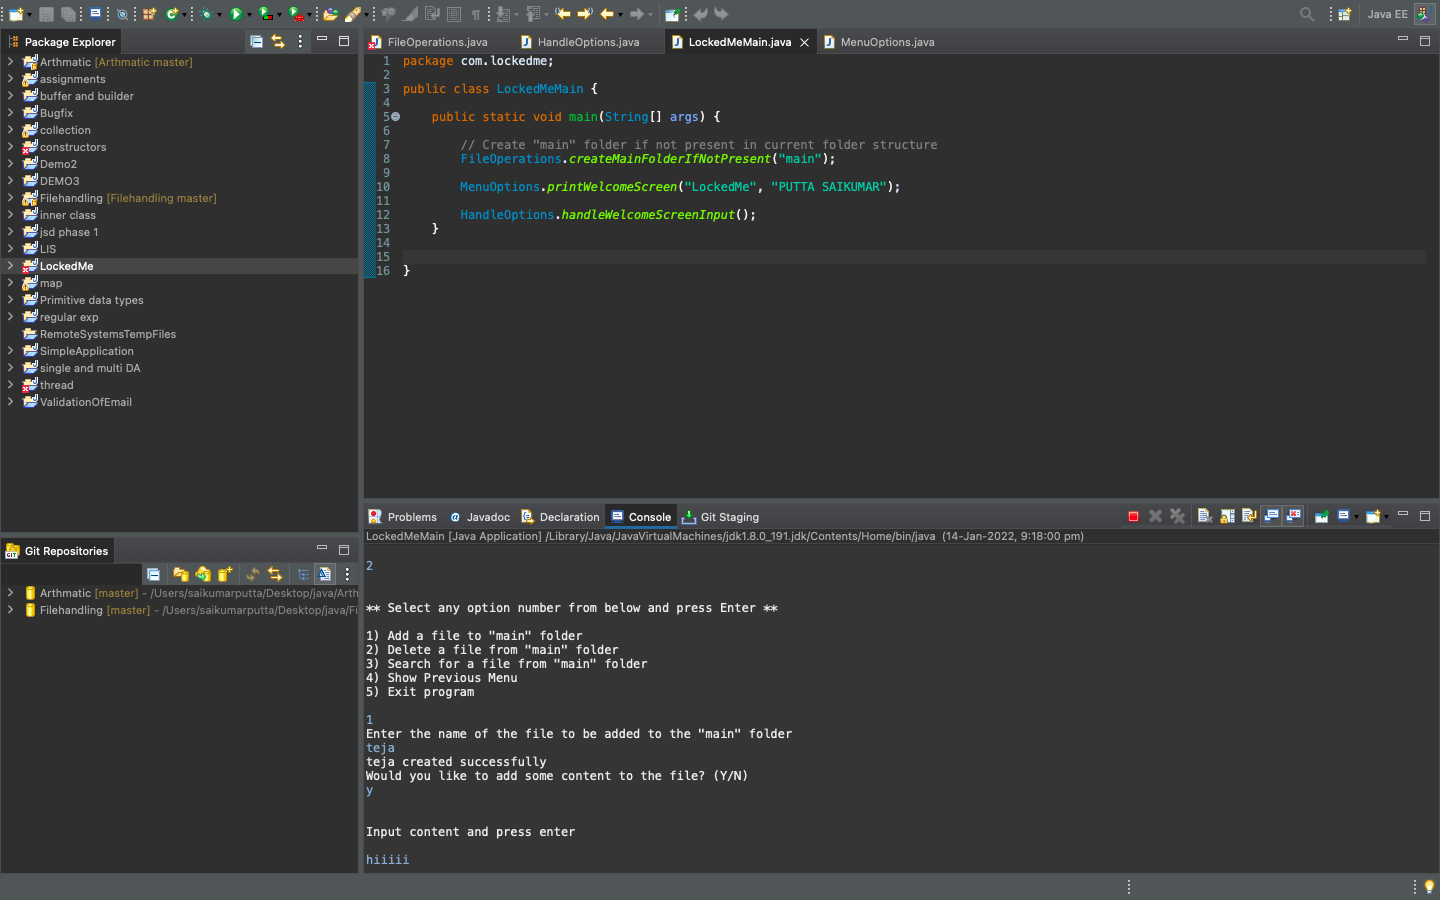 Java EE
Package Explorer
FileOperations.java
HandleOptions.java
LockedMeMain.java
MenuOptions.java
Arthmatic [Arthmatic master]
assignments
buffer and builder
Bugfix
collection
constructors
Demo2
DEMO3
Filehandling [Filehandling master]
inner class
jsd phase 1
LIS
LockedMe
map
Primitive data types
regular exp
RemoteSystemsTempFiles
SimpleApplication
single and multi DA
thread
ValidationOfEmail
1 package com.lockedme;
2
3 public class LockedMeMain {
4
5 public static void main(String[] args) {
6
7 // Create "main" folder if not present in current folder structure
8 FileOperations.createMainFolderIfNotPresent("main");
9
10 MenuOptions.printWelcomeScreen("LockedMe", "PUTTA SAIKUMAR");
11
12 HandleOptions.handleWelcomeScreenInput();
13 }
14
15
16 }
Git Repositories
Arthmatic [master] - /Users/saikumarputta/Desktop/java/Arth
Filehandling [master] - /Users/saikumarputta/Desktop/java/Fi
Problems
Javadoc
Declaration
Console
Git Staging
LockedMeMain [Java Application] /Library/Java/JavaVirtualMachines/jdk1.8.0_191.jdk/Contents/Home/bin/java (14-Jan-2022, 9:18:00 pm)
2
** Select any option number from below and press Enter **
1) Add a file to "main" folder
2) Delete a file from "main" folder
3) Search for a file from "main" folder
4) Show Previous Menu
5) Exit program
1
Enter the name of the file to be added to the "main" folder
teja
teja created successfully
Would you like to add some content to the file? (Y/N)
y
Input content and press enter
hiiiii